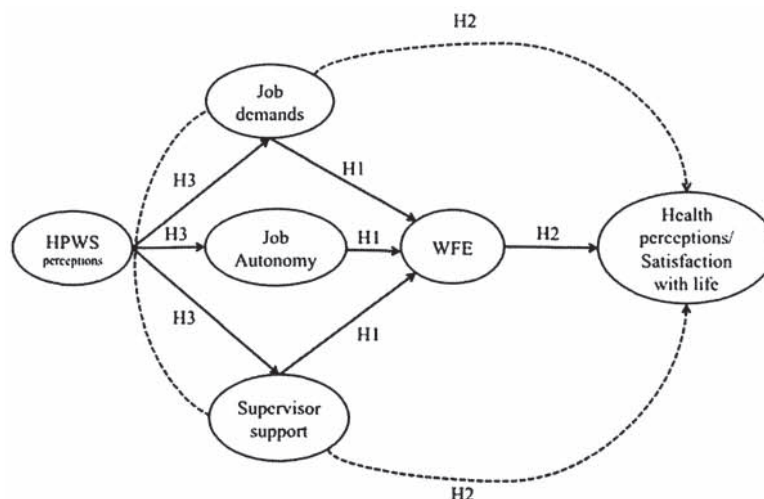 H2
Job
demands
H3
H1
HPWS
perceptions
H3
Job
Autonomy
H1
WFE
H2
Health
perceptions/
Satisfaction
with life
H3
H1
Supervisor
support
H2